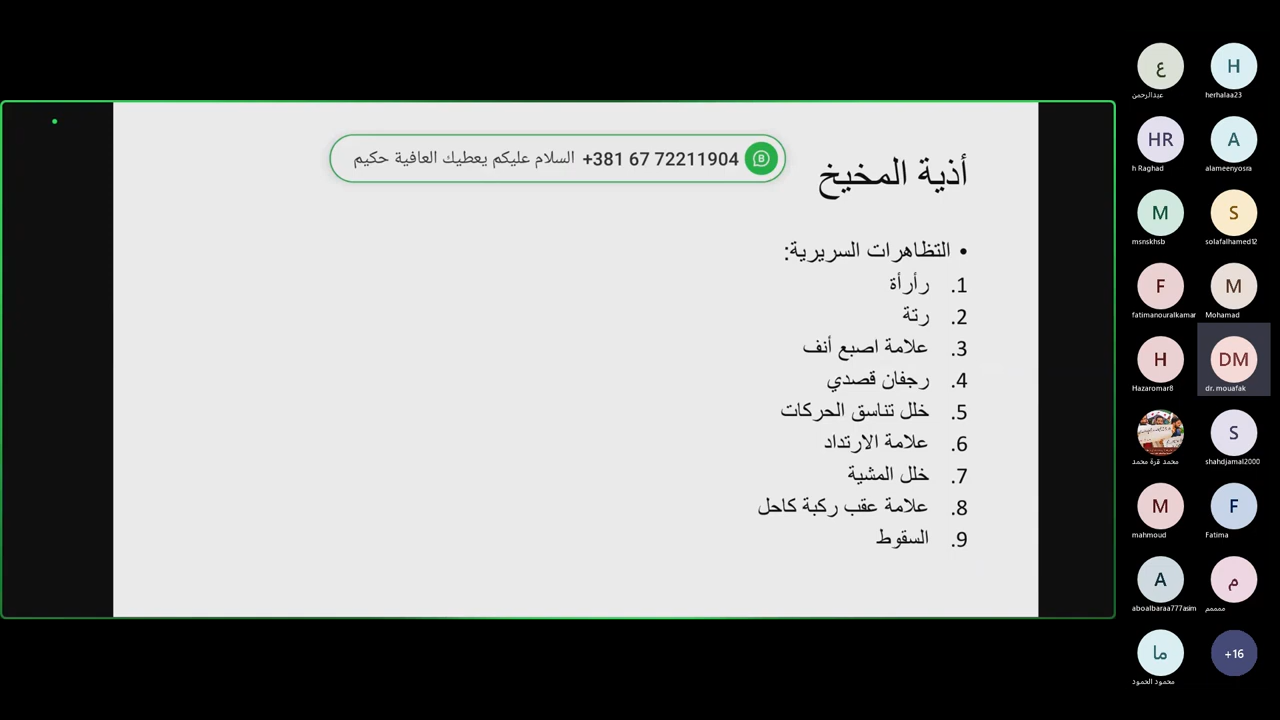 +381 67 72211904 السلام عليكم يعطيك العافية حكيم
B
أذية المخيخ
• التظاهرات السريرية:
1. رأرأة
2. رتة
3. علامة اصبع أنف
4. رجفان قصدي
5. خلل تناسق الحركات
6. علامة الارتداد
7. خلل المشية
8. علامة عقب ركبة كاحل
9. السقوط
ع
عبدالرحمن
H
herhalaa23
HR
h Raghad
A
alameenyosra
M
msnskhsb
S
solafalhamed12
F
fatimanouralkamar
M
Mohamad
H
Hazaromar8
DM
dr. mouafak
محمد قرة محمد
S
shahdjamal2000
M
mahmoud
F
Fatima
A
aboalbaraa777asim
م
ممممم
ما
محمود الحمود
+16